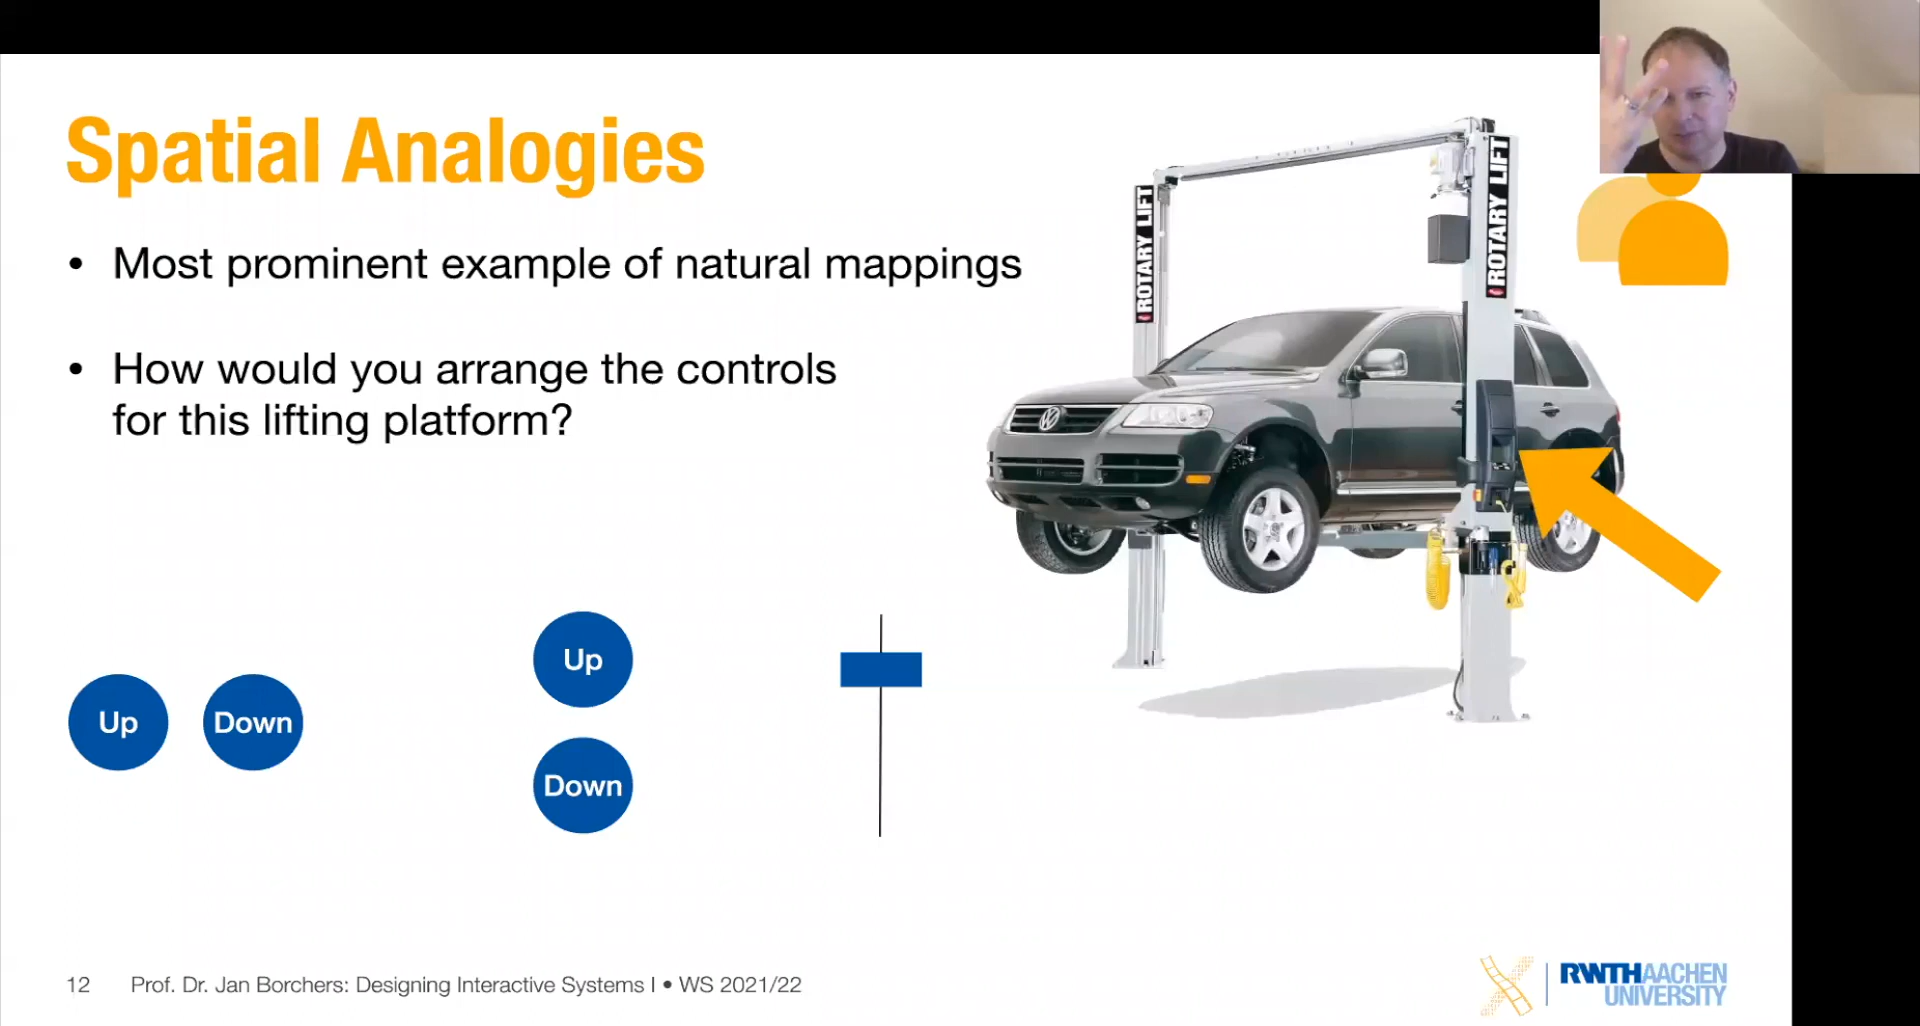 Spatial Analogies
• Most prominent example of natural mappings
• How would you arrange the controls
for this lifting platform?
ROTARY LIFT
ROTARY LIFT
Up
Down
Up
Down
12 Prof. Dr. Jan Borchers: Designing Interactive Systems I • WS 2021/22
RWTHAACHEN
UNIVERSITY